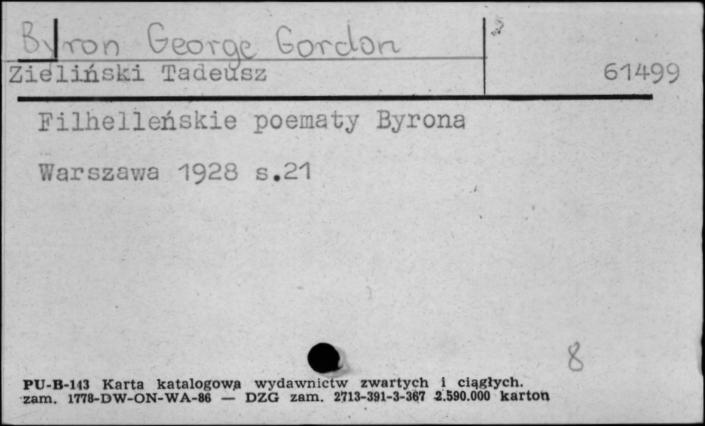 Byron George Gordon
Zieliński Tadeusz 61499
Filhelleńskie poematy Byrona
Warszawa 1928 s.21
8
PU-B-143 Karta katalogowa wydawnictw zwartych i ciągłych.
zam. 1778-DW-ON-WA-86 — DZG zam. 2713-391-3-367 2.590.000 karton